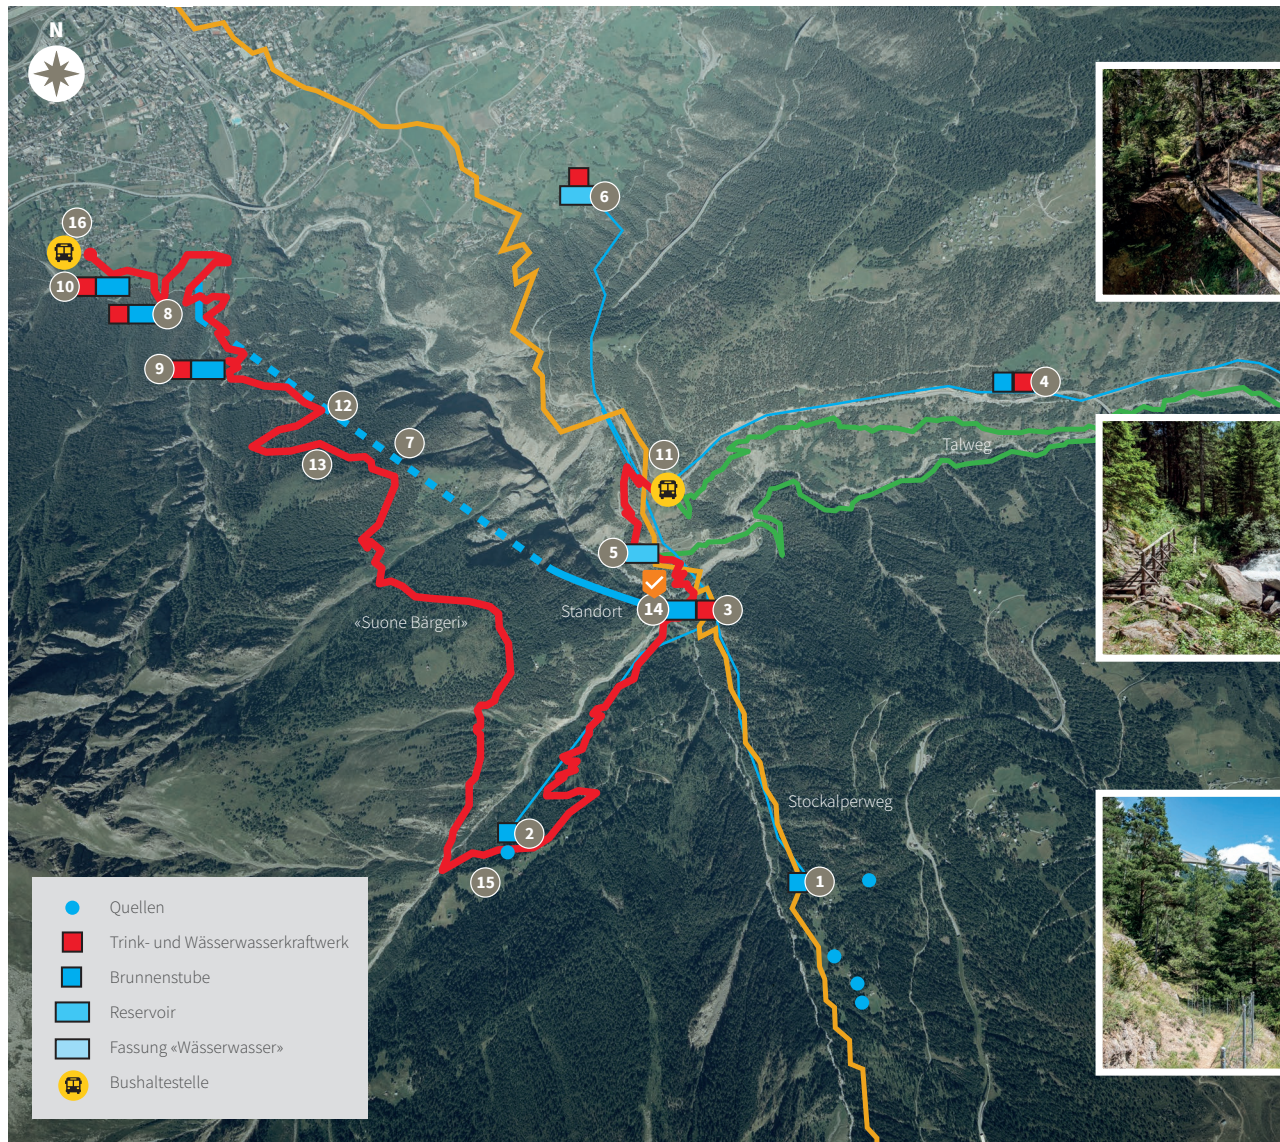 N
16
6
10
8
9
4
12
7
11
Talweg
13
5
Standort
14
3
«Suone Bärgeri»
Stockalperweg
2
15
1
Quellen
Trink- und Wässerwasserkraftwerk
Brunnenstube
Reservoir
Fassung «Wässerwasser»
Bushaltestelle